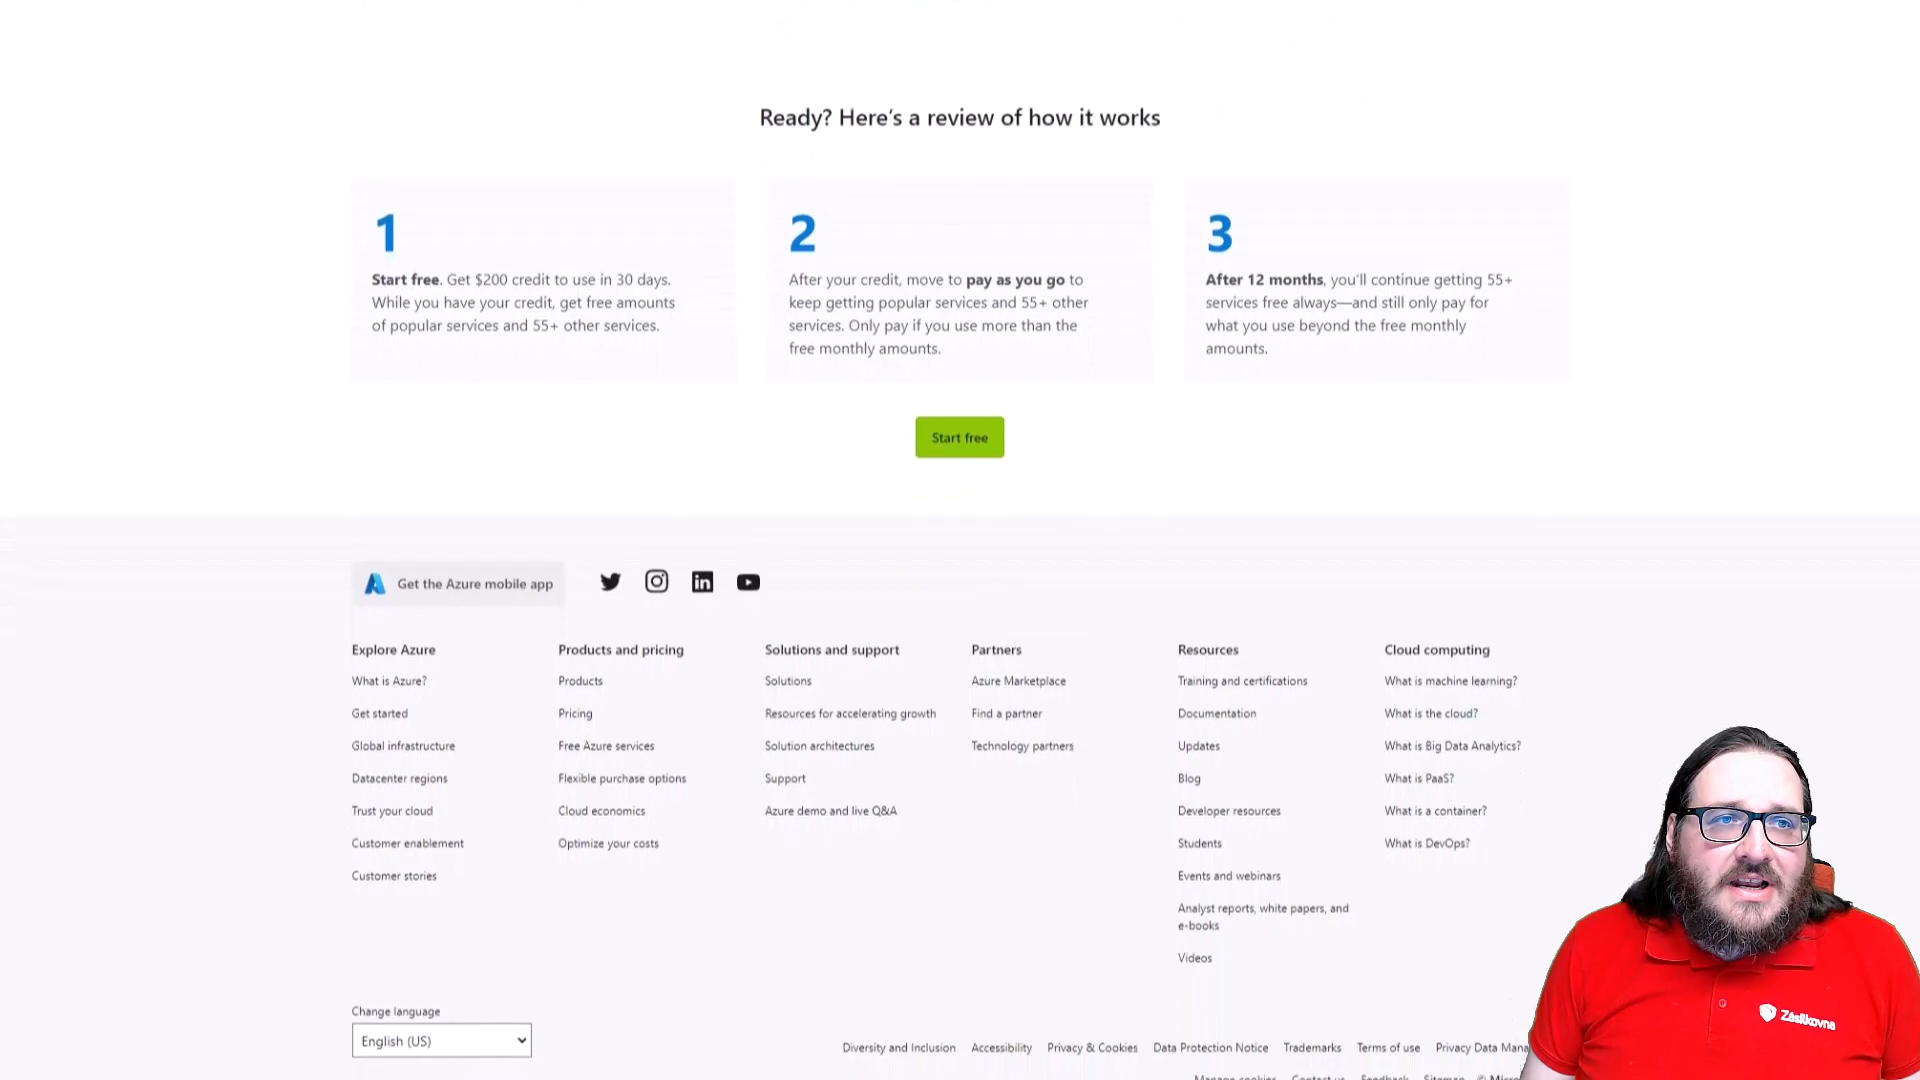 Ready? Here's a review of how it works
1
Start free. Get $200 credit to use in 30 days.
While you have your credit, get free amounts
of popular services and 55+ other services.
2
After your credit, move to pay as you go to
keep getting popular services and 55+ other
services. Only pay if you use more than the
free monthly amounts.
3
After 12 months, you'll continue getting 55+
services free always—and still only pay for
what you use beyond the free monthly
amounts.
Start free
Get the Azure mobile app
Explore Azure
What is Azure?
Get started
Global infrastructure
Datacenter regions
Trust your cloud
Customer enablement
Customer stories
Products and pricing
Products
Pricing
Free Azure services
Flexible purchase options
Cloud economics
Optimize your costs
Solutions and support
Solutions
Resources for accelerating growth
Solution architectures
Support
Azure demo and live Q&A
Partners
Azure Marketplace
Find a partner
Technology partners
Resources
Training and certifications
Documentation
Updates
Blog
Developer resources
Students
Events and webinars
Analyst reports, white papers, and
e-books
Videos
Cloud computing
What is machine learning?
What is the cloud?
What is Big Data Analytics?
What is PaaS?
What is a container?
What is DevOps?
Change language
English (US)
Diversity and Inclusion Accessibility Privacy & Cookies Data Protection Notice Trademarks Terms of use Privacy Data
Manage cookies Contact us Feedback Sitemap ©
Zásilkovna